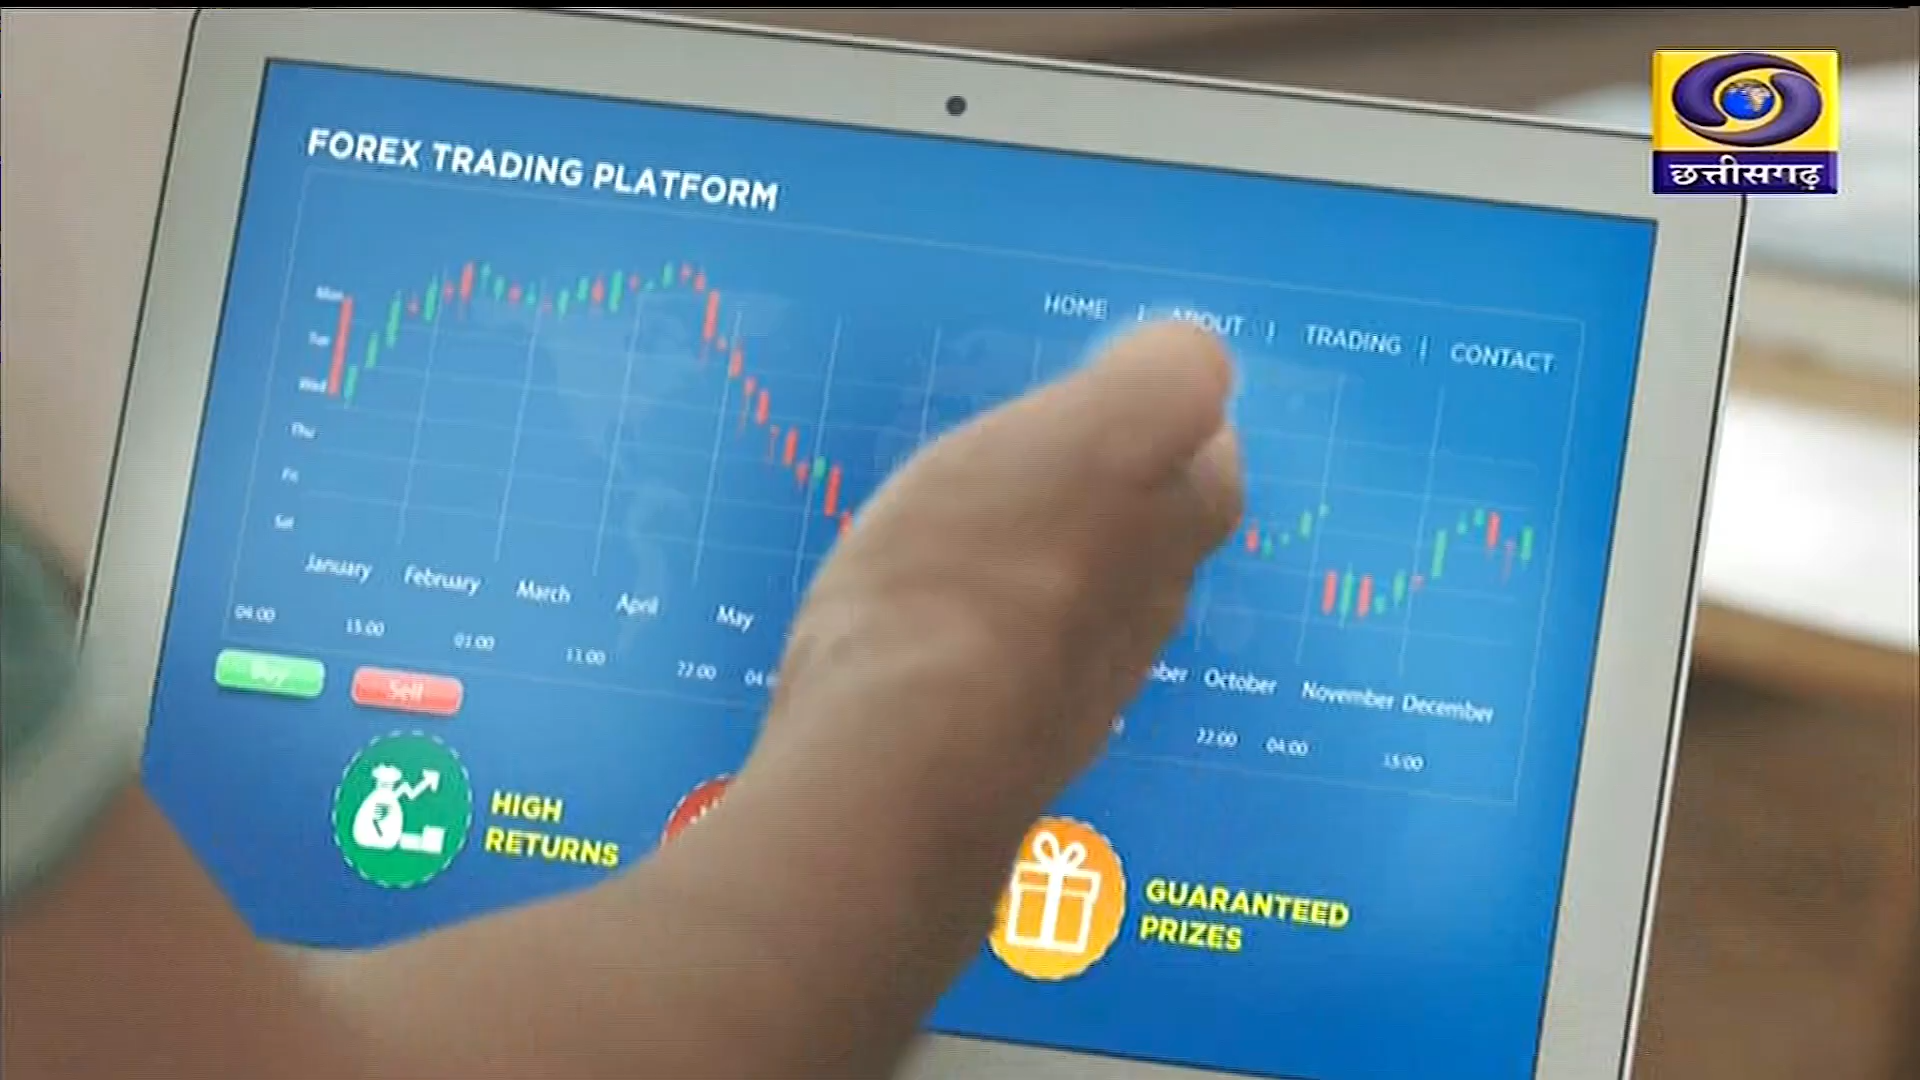 छत्तीसगढ़
FOREX TRADING PLATFORM
HOME | ABOUT | TRADING | CONTACT
Mon
Tue
Wed
Thu
Fri
Sat
January February March April May October November December
04:00 15:00 01:00 11:00 22:00 22:00 04:00 15:00
Buy Sell
HIGH
RETURNS
GUARANTEED
PRIZES